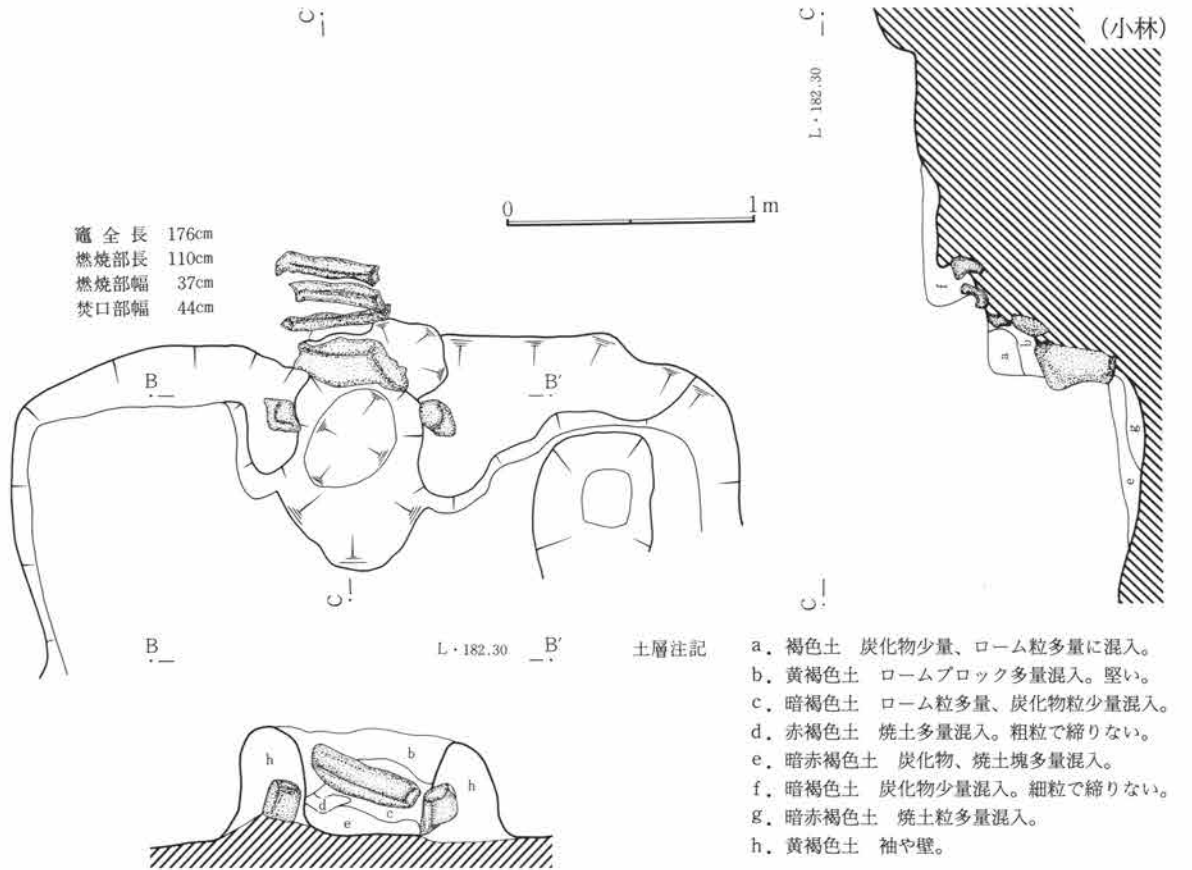 (小林)
C
C
L・182.30
0 1m
竈全長 176cm
燃焼部長 110cm
燃焼部幅 37cm
焚口部幅 44cm
B B′
f
a b
g
e
C
C
B L・182.30 B′
土層注記
a. 褐色土 炭化物少量、ローム粒多量に混入。
b. 黄褐色土 ロームブロック多量混入。堅い。
c. 暗褐色土 ローム粒多量、炭化物粒少量混入。
d. 赤褐色土 焼土多量混入。粗粒で締りない。
e. 暗赤褐色土 炭化物、焼土塊多量混入。
f. 暗褐色土 炭化物少量混入。細粒で締りない。
g. 暗赤褐色土 焼土粒多量混入。
h. 黄褐色土 袖や壁。
h b h
d c
e